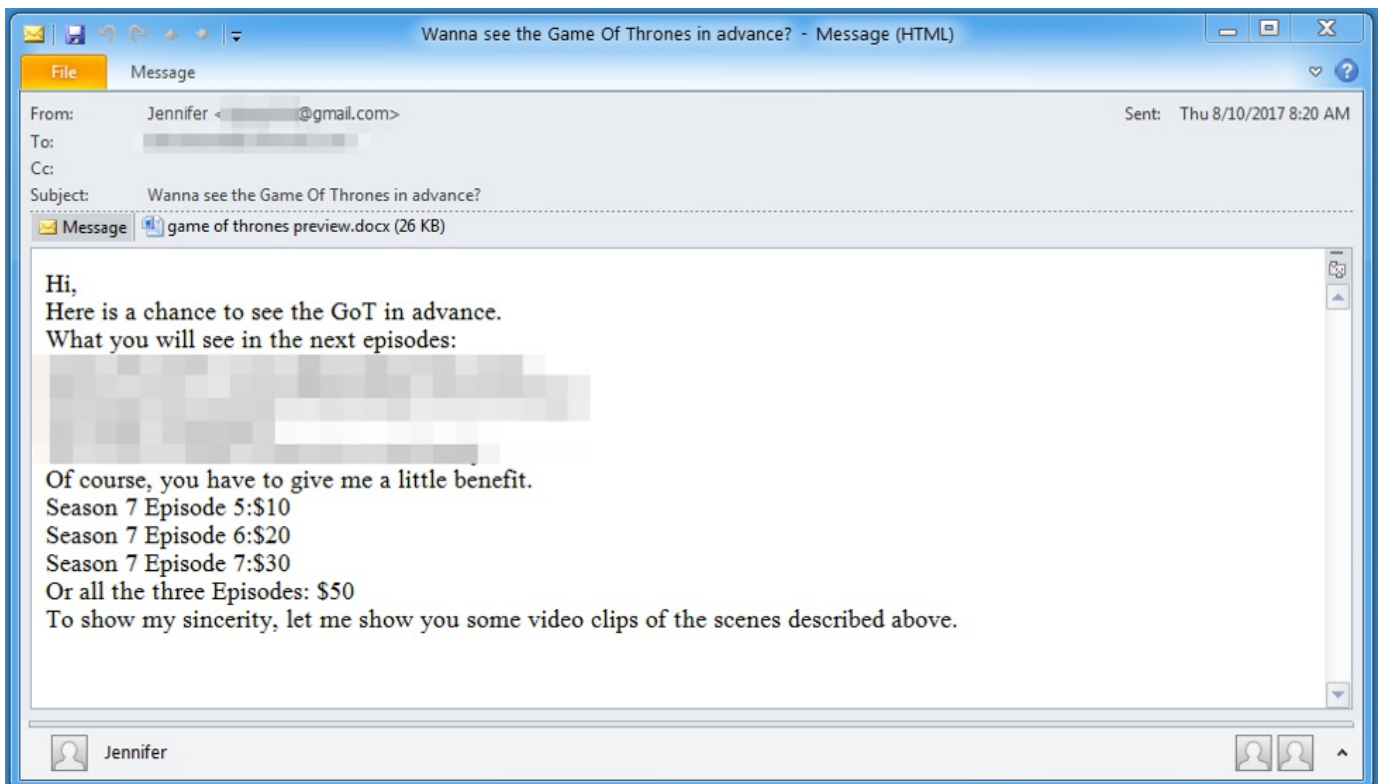 Wanna see the Game Of Thrones in advance? - Message (HTML)
File Message
From: Jennifer < @gmail.com> Sent: Thu 8/10/2017 8:20 AM
To:
Cc:
Subject: Wanna see the Game Of Thrones in advance?
Message game of thrones preview.docx (26 KB)
Hi,
Here is a chance to see the GoT in advance.
What you will see in the next episodes:
Of course, you have to give me a little benefit.
Season 7 Episode 5:$10
Season 7 Episode 6:$20
Season 7 Episode 7:$30
Or all the three Episodes: $50
To show my sincerity, let me show you some video clips of the scenes described above.
Jennifer